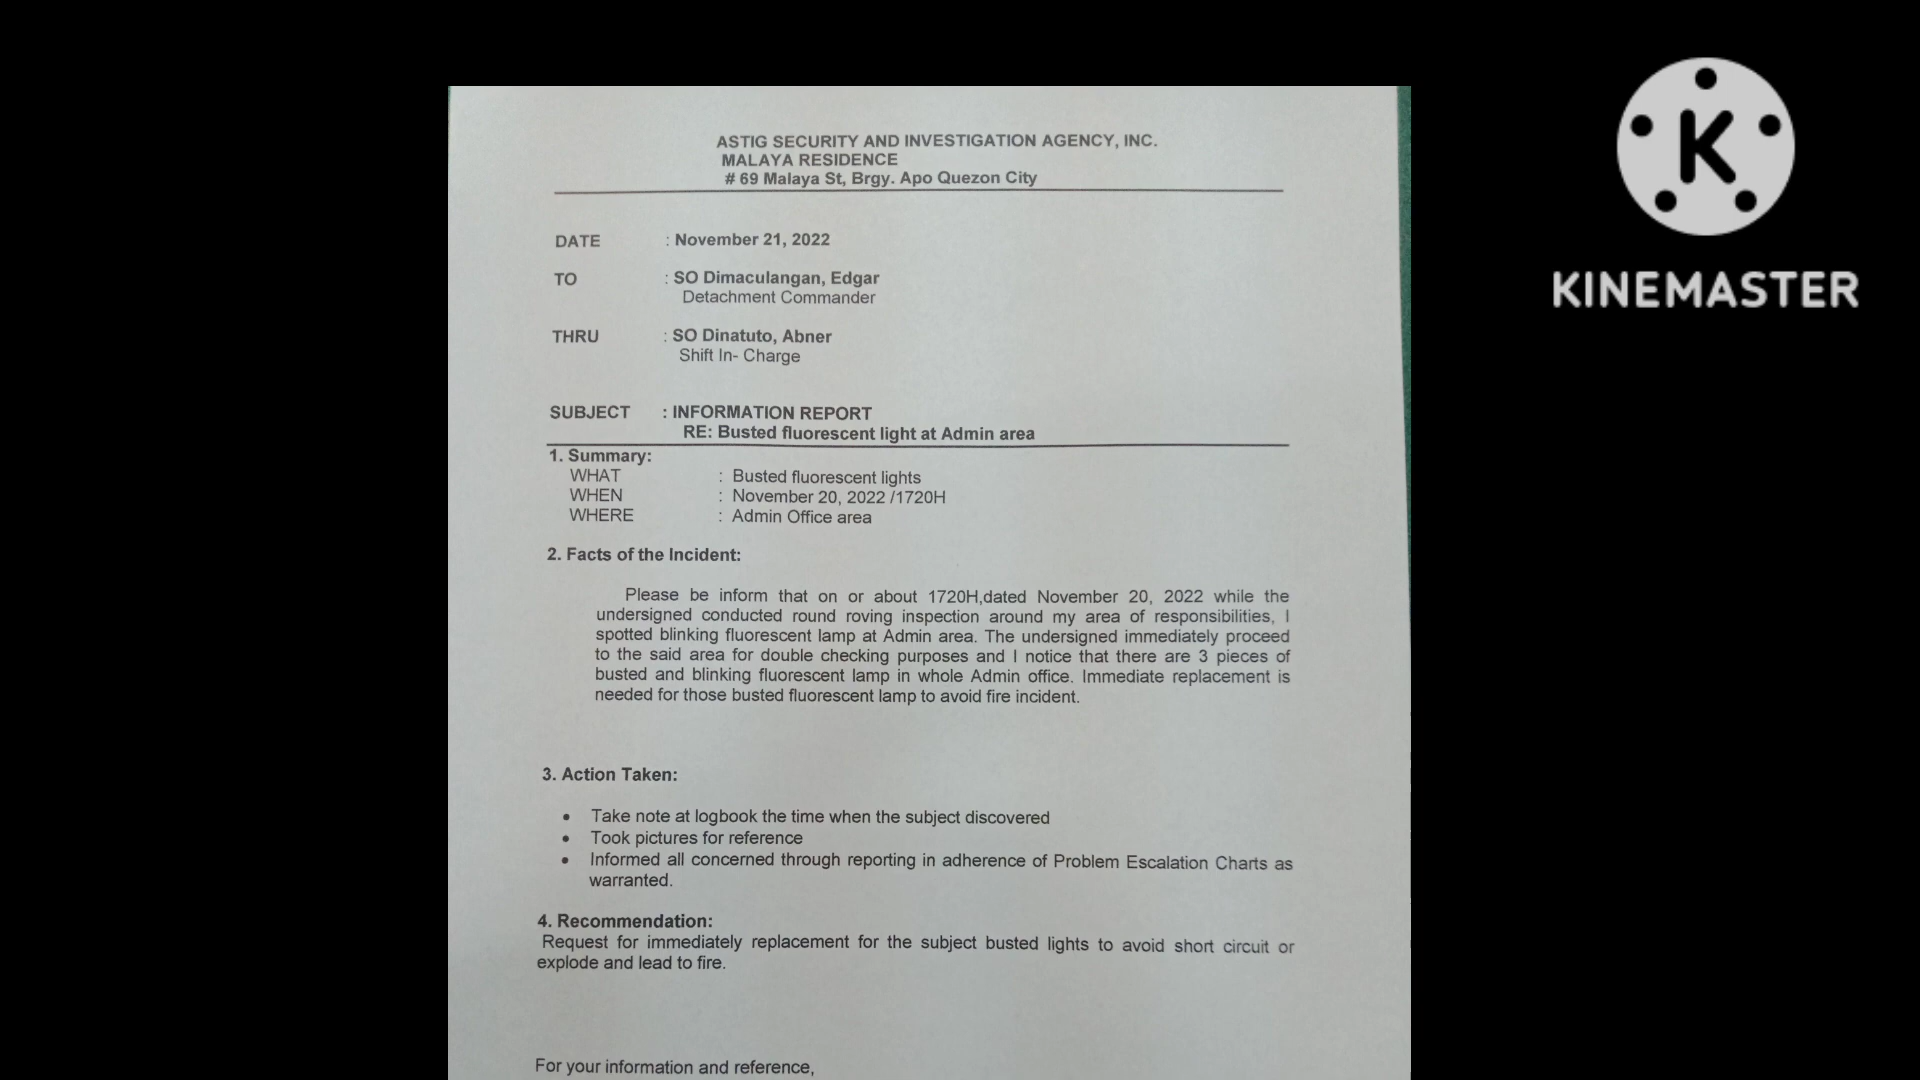 ASTIG SECURITY AND INVESTIGATION AGENCY, INC.
MALAYA RESIDENCE
# 69 Malaya St, Brgy. Apo Quezon City
DATE : November 21, 2022
TO : SO Dimaculangan, Edgar
Detachment Commander
THRU : SO Dinatuto, Abner
Shift In- Charge
SUBJECT : INFORMATION REPORT
RE: Busted fluorescent light at Admin area
1. Summary:
WHAT : Busted fluorescent lights
WHEN : November 20, 2022 /1720H
WHERE : Admin Office area
2. Facts of the Incident:
Please be inform that on or about 1720H,dated November 20, 2022 while the
undersigned conducted round roving inspection around my area of responsibilities, I
spotted blinking fluorescent lamp at Admin area. The undersigned immediately proceed
to the said area for double checking purposes and I notice that there are 3 pieces of
busted and blinking fluorescent lamp in whole Admin office. Immediate replacement is
needed for those busted fluorescent lamp to avoid fire incident.
3. Action Taken:
• Take note at logbook the time when the subject discovered
• Took pictures for reference
• Informed all concerned through reporting in adherence of Problem Escalation Charts as
warranted.
4. Recommendation:
Request for immediately replacement for the subject busted lights to avoid short circuit or
explode and lead to fire.
For your information and reference,
K
KINEMASTER